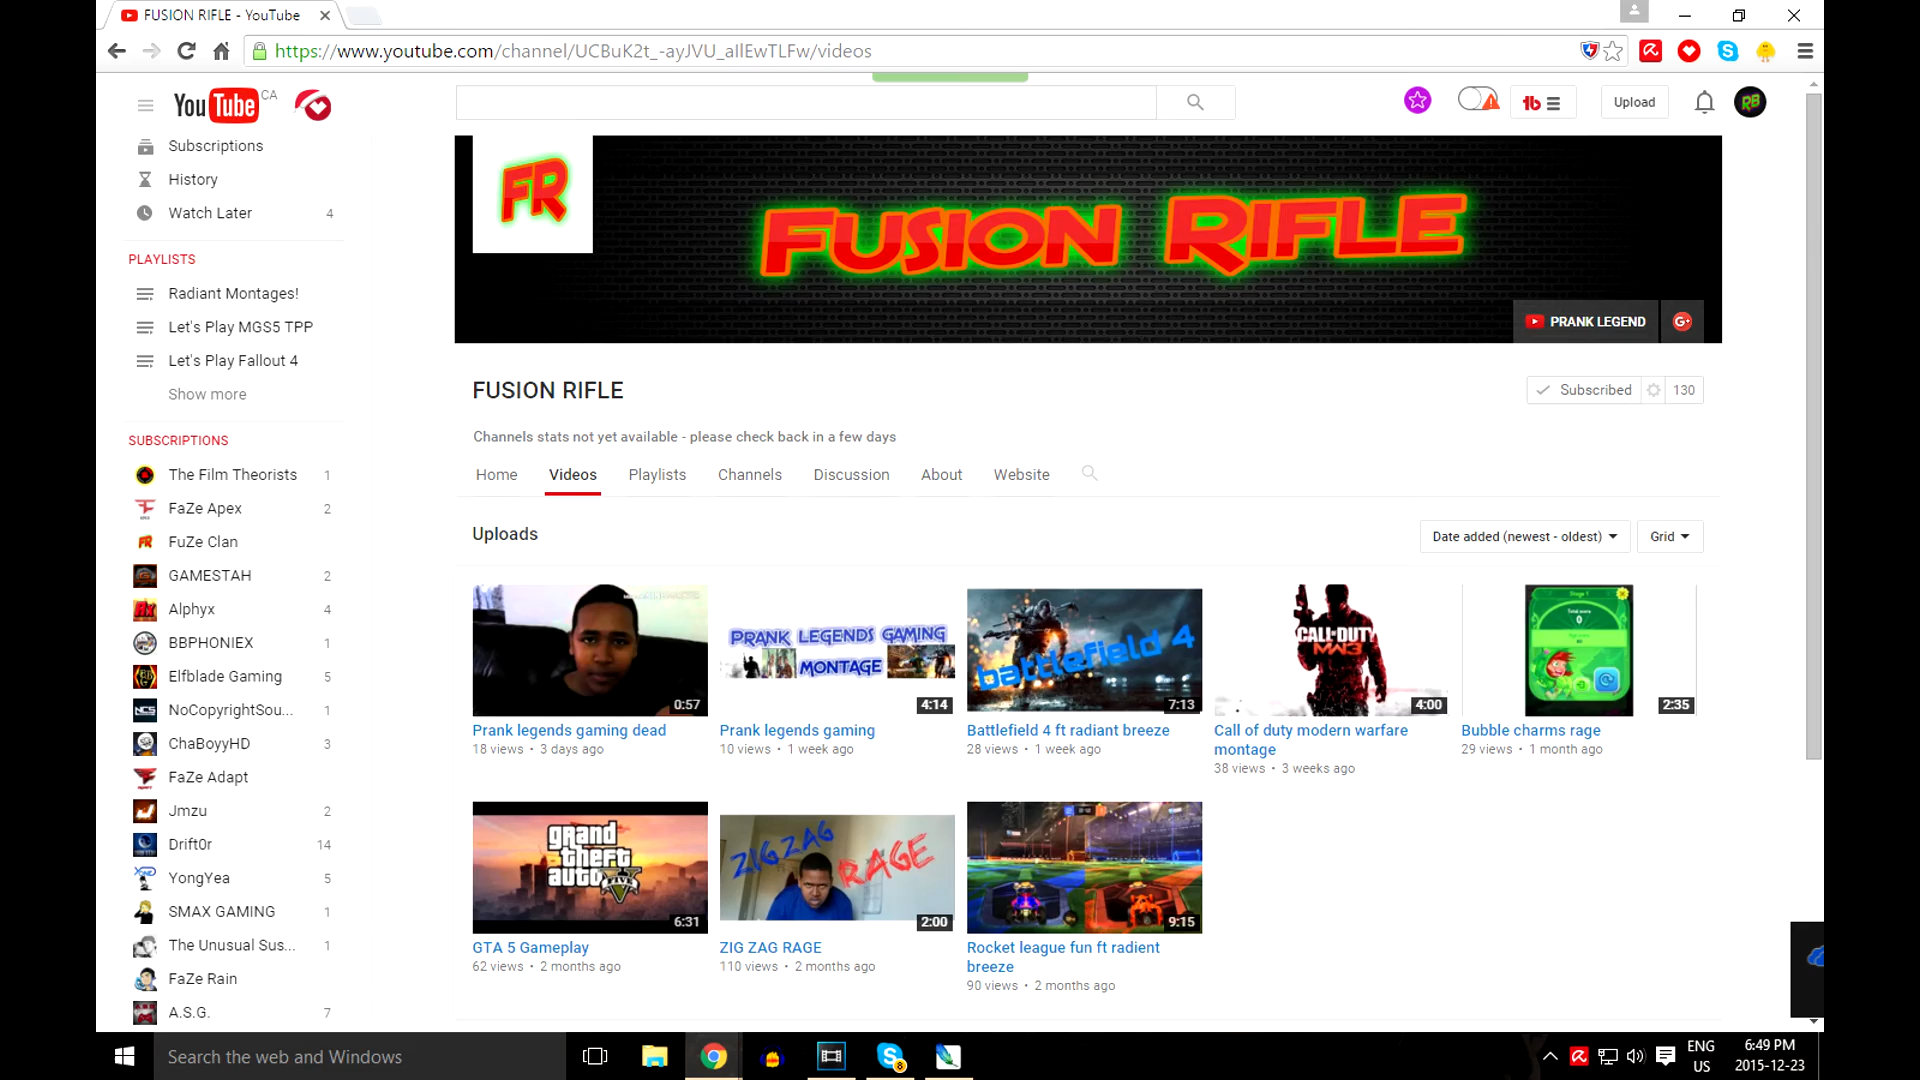 FUSION RIFLE - YouTube
https://www.youtube.com/channel/UCBuK2t_-ayJVU_aIlEwTLFw/videos
YouTube CA
Upload
RB
Subscriptions
History
Watch Later 4
PLAYLISTS
Radiant Montages!
Let's Play MGS5 TPP
Let's Play Fallout 4
Show more
SUBSCRIPTIONS
The Film Theorists 1
FaZe Apex 2
FuZe Clan
GAMESTAH 2
Alphyx 4
BBPHONIEX 1
Elfblade Gaming 5
NoCopyrightSou... 1
ChaBoyyHD 3
FaZe Adapt
Jmzu 2
Drift0r 14
YongYea 5
SMAX GAMING 1
The Unusual Sus... 1
FaZe Rain
A.S.G. 7
FR
FUSION RIFLE
PRANK LEGEND
G+
FUSION RIFLE
Subscribed 130
Channels stats not yet available - please check back in a few days
Home Videos Playlists Channels Discussion About Website
Uploads
Date added (newest - oldest) Grid
0:57
Prank legends gaming dead
18 views • 3 days ago
PRANK LEGENDS GAMING
MONTAGE
4:14
Prank legends gaming
10 views • 1 week ago
battlefield 4
7:13
Battlefield 4 ft radiant breeze
28 views • 1 week ago
CALL OF DUTY
MW3
4:00
Call of duty modern warfare
montage
38 views • 3 weeks ago
Stage 1
Total score
0
2:35
Bubble charms rage
29 views • 1 month ago
grand
theft
auto
FIVE
6:31
GTA 5 Gameplay
62 views • 2 months ago
ZIG ZAG
RAGE
2:00
ZIG ZAG RAGE
110 views • 2 months ago
9:15
Rocket league fun ft radient
breeze
90 views • 2 months ago
Search the web and Windows
8
ENG
US
6:49 PM
2015-12-23